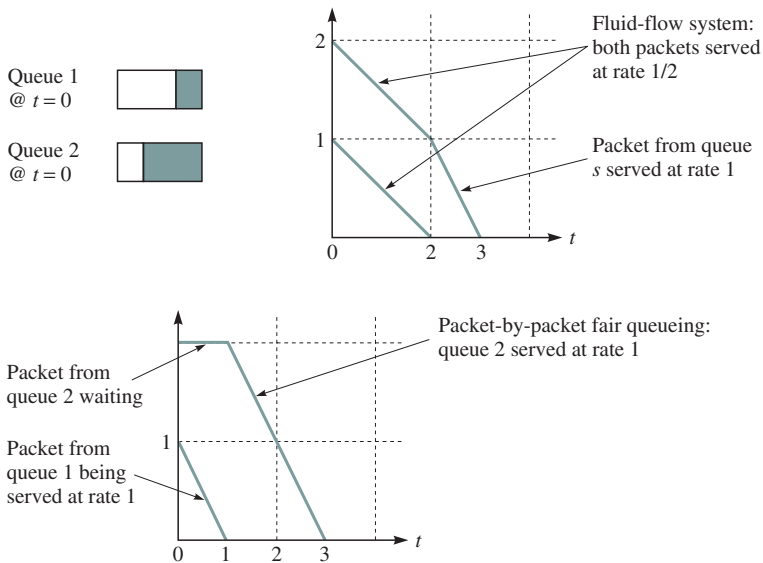 Queue 1
@ t = 0
Queue 2
@ t = 0
2
1
0
2
3
t
Fluid-flow system:
both packets served
at rate 1/2
Packet from queue
s served at rate 1
Packet from
queue 2 waiting
Packet from
queue 1 being
served at rate 1
1
0
1
2
3
t
Packet-by-packet fair queueing:
queue 2 served at rate 1